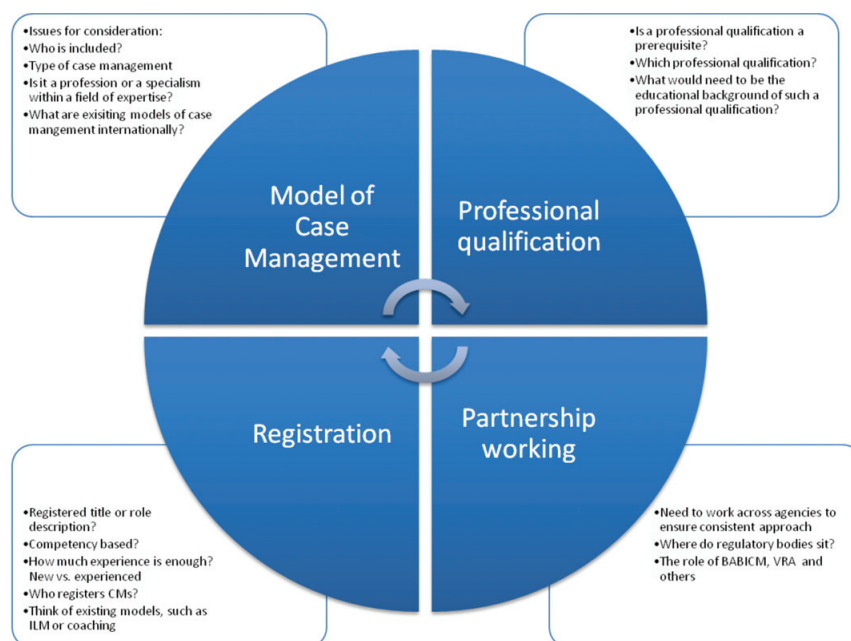 •Issues for consideration:
•Who is included?
•Type of case management
•Is it a profession or a specialism
within a field of expertise?
•What are exisiting models of case
mangement internationally?
•Is a professional qualification a
prerequisite?
•Which professional qualification?
•What would need to be the
educational background of such a
professional qualification?
Model of
Case
Management
Professional
qualification
Registration
Partnership
working
•Registered title or role
description?
•Competency based?
•How much experience is enough?
New vs. experienced
•Who registers CMs?
•Think of existing models, such as
ILM or coaching
•Need to work across agencies to
ensure consistent approach
•Where do regulatory bodies sit?
•The role of BABICM, VRA and
others